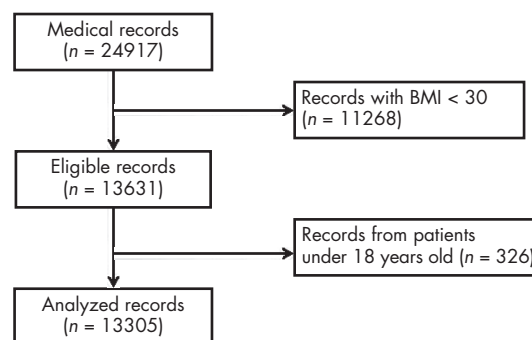 Medical records
(n = 24917)
Records with BMI < 30
(n = 11268)
Eligible records
(n = 13631)
Records from patients
under 18 years old (n = 326)
Analyzed records
(n = 13305)